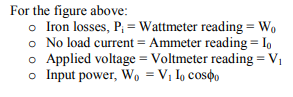 For the figure above:
o Iron losses, Pᵢ = Wattmeter reading = W₀
o No load current = Ammeter reading = I₀
o Applied voltage = Voltmeter reading = V₁
o Input power, W₀ = V₁ I₀ cosϕ₀